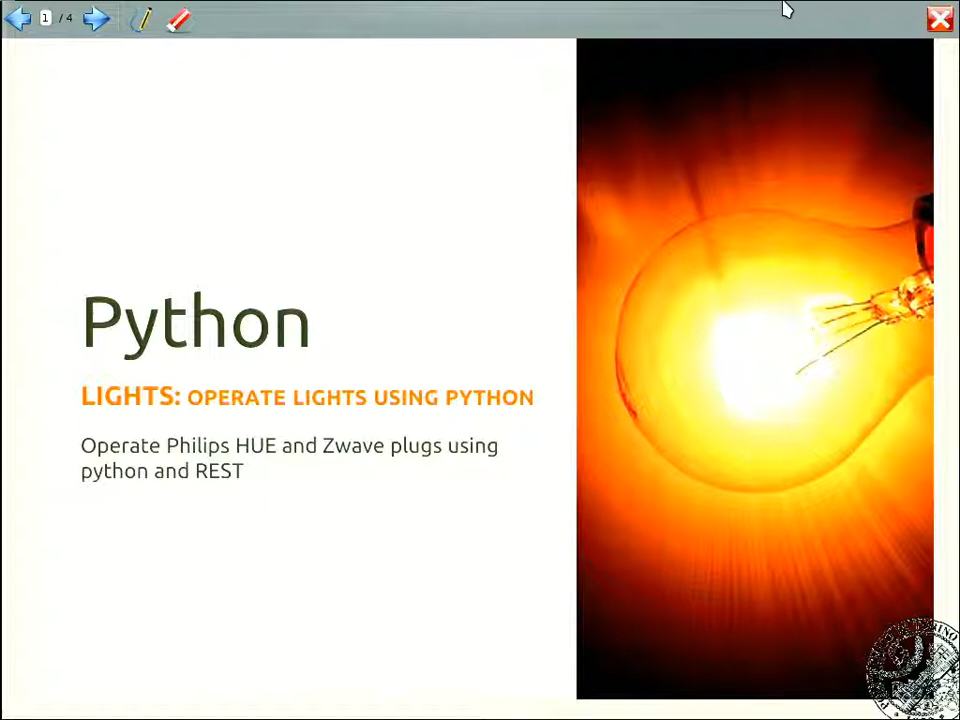 1 / 4
Python
LIGHTS: OPERATE LIGHTS USING PYTHON
Operate Philips HUE and Zwave plugs using
python and REST